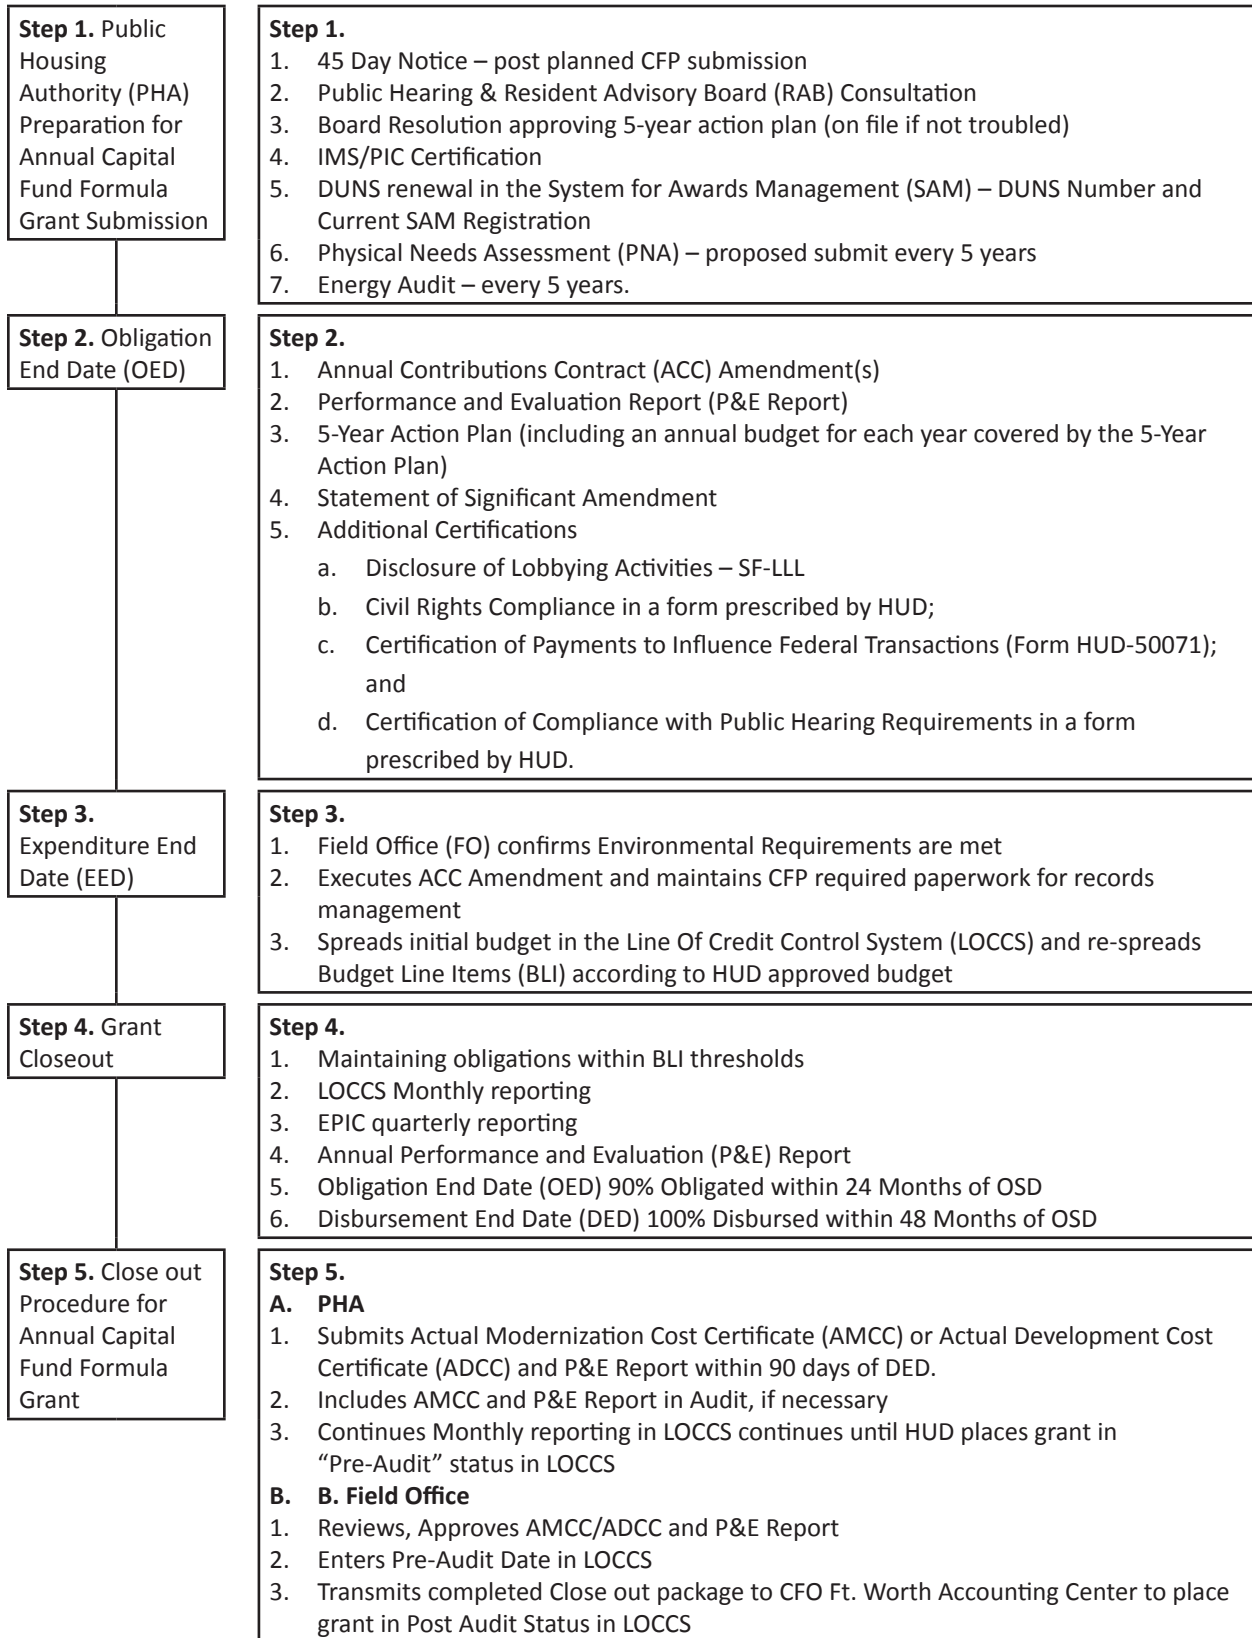 Step 1. Public
Housing
Authority (PHA)
Preparation for
Annual Capital
Fund Formula
Grant Submission
Step 1.
1. 45 Day Notice – post planned CFP submission
2. Public Hearing & Resident Advisory Board (RAB) Consultation
3. Board Resolution approving 5-year action plan (on file if not troubled)
4. IMS/PIC Certification
5. DUNS renewal in the System for Awards Management (SAM) – DUNS Number and
Current SAM Registration
6. Physical Needs Assessment (PNA) – proposed submit every 5 years
7. Energy Audit – every 5 years.
Step 2. Obligation
End Date (OED)
Step 2.
1. Annual Contributions Contract (ACC) Amendment(s)
2. Performance and Evaluation Report (P&E Report)
3. 5-Year Action Plan (including an annual budget for each year covered by the 5-Year
Action Plan)
4. Statement of Significant Amendment
5. Additional Certifications
a. Disclosure of Lobbying Activities – SF-LLL
b. Civil Rights Compliance in a form prescribed by HUD;
c. Certification of Payments to Influence Federal Transactions (Form HUD-50071);
and
d. Certification of Compliance with Public Hearing Requirements in a form
prescribed by HUD.
Step 3.
Expenditure End
Date (EED)
Step 3.
1. Field Office (FO) confirms Environmental Requirements are met
2. Executes ACC Amendment and maintains CFP required paperwork for records
management
3. Spreads initial budget in the Line Of Credit Control System (LOCCS) and re-spreads
Budget Line Items (BLI) according to HUD approved budget
Step 4. Grant
Closeout
Step 4.
1. Maintaining obligations within BLI thresholds
2. LOCCS Monthly reporting
3. EPIC quarterly reporting
4. Annual Performance and Evaluation (P&E) Report
5. Obligation End Date (OED) 90% Obligated within 24 Months of OSD
6. Disbursement End Date (DED) 100% Disbursed within 48 Months of OSD
Step 5. Close out
Procedure for
Annual Capital
Fund Formula
Grant
Step 5.
A. PHA
1. Submits Actual Modernization Cost Certificate (AMCC) or Actual Development Cost
Certificate (ADCC) and P&E Report within 90 days of DED.
2. Includes AMCC and P&E Report in Audit, if necessary
3. Continues Monthly reporting in LOCCS continues until HUD places grant in
“Pre-Audit” status in LOCCS
B. B. Field Office
1. Reviews, Approves AMCC/ADCC and P&E Report
2. Enters Pre-Audit Date in LOCCS
3. Transmits completed Close out package to CFO Ft. Worth Accounting Center to place
grant in Post Audit Status in LOCCS